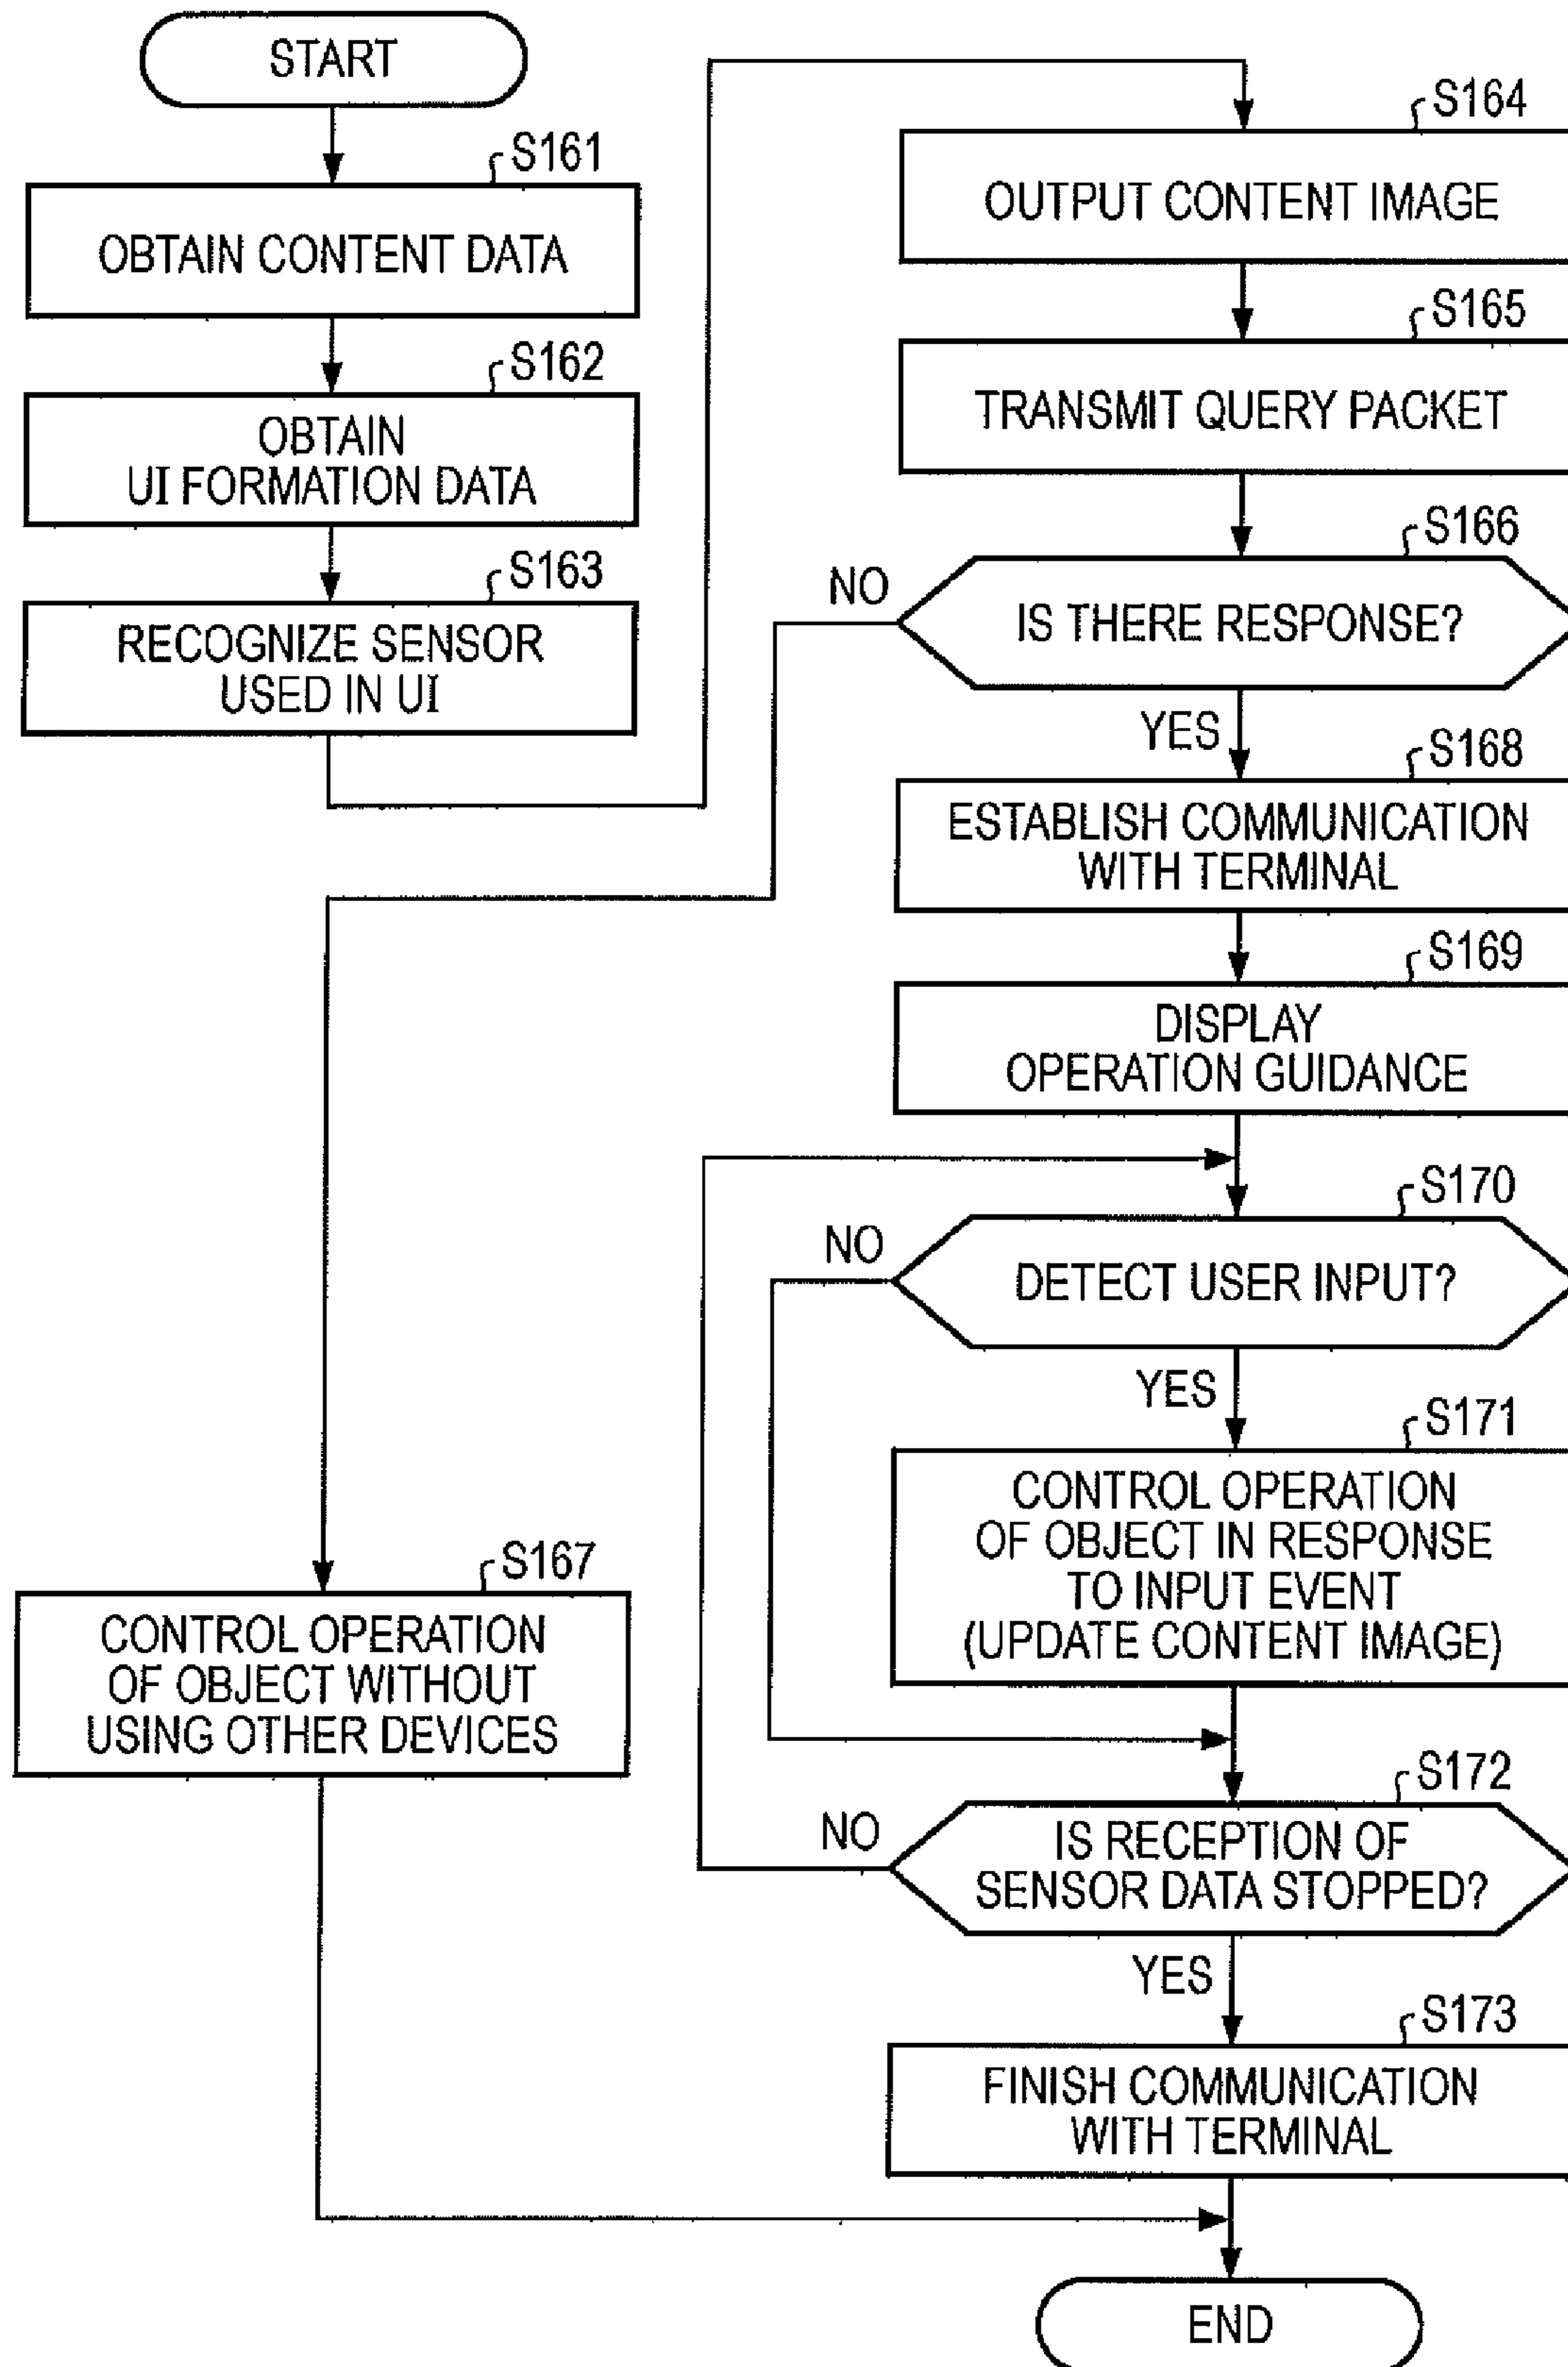 START
S161
OBTAIN CONTENT DATA
S162
OBTAIN
UI FORMATION DATA
S163
RECOGNIZE SENSOR
USED IN UI
S164
OUTPUT CONTENT IMAGE
S165
TRANSMIT QUERY PACKET
S166
NO
IS THERE RESPONSE?
YES
S168
ESTABLISH COMMUNICATION
WITH TERMINAL
S169
DISPLAY
OPERATION GUIDANCE
S170
NO
DETECT USER INPUT?
YES
S171
CONTROL OPERATION
OF OBJECT IN RESPONSE
TO INPUT EVENT
(UPDATE CONTENT IMAGE)
S167
CONTROL OPERATION
OF OBJECT WITHOUT
USING OTHER DEVICES
S172
NO
IS RECEPTION OF
SENSOR DATA STOPPED?
YES
S173
FINISH COMMUNICATION
WITH TERMINAL
END